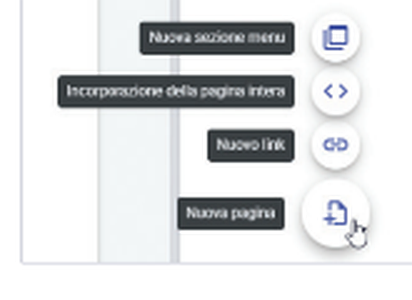 Nuova sezione menu
Incorporazione della pagina intera
Nuovo link
Nuova pagina